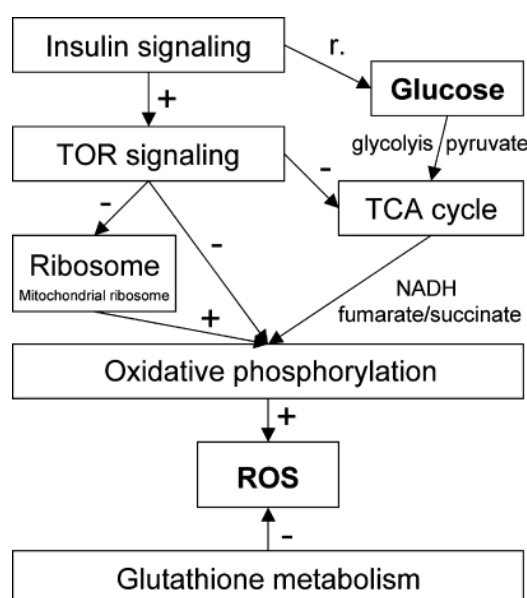 Insulin signaling
r.
Glucose
+
glycolyis pyruvate
TOR signaling
-
TCA cycle
-
-
Ribosome
Mitochondrial ribosome
NADH
fumarate/succinate
+
Oxidative phosphorylation
+
ROS
-
Glutathione metabolism